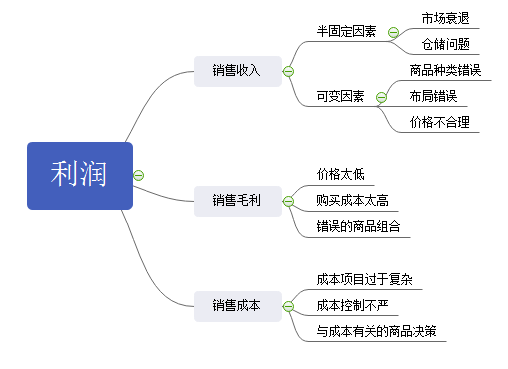 利润
销售收入
半固定因素
市场衰退
仓储问题
可变因素
商品种类错误
布局错误
价格不合理
销售毛利
价格太低
购买成本太高
错误的商品组合
销售成本
成本项目过于复杂
成本控制不严
与成本有关的商品决策